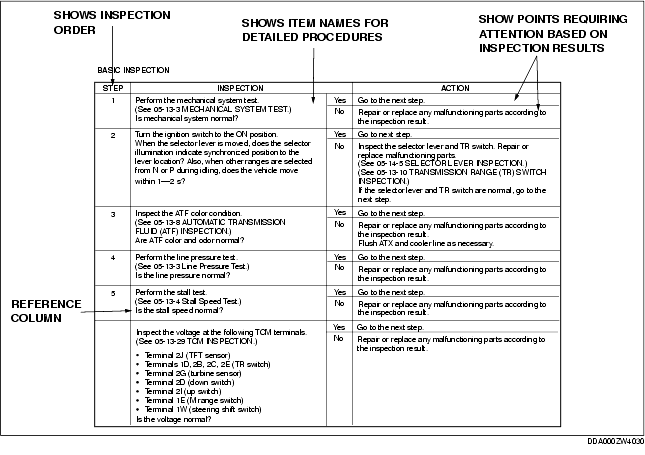 SHOWS INSPECTION
ORDER
SHOWS ITEM NAMES FOR
DETAILED PROCEDURES
SHOW POINTS REQUIRING
ATTENTION BASED ON
INSPECTION RESULTS
BASIC INSPECTION
STEP INSPECTION ACTION
1 Perform the mechanical system test. Yes Go to the next step.
(See 05-13-3 MECHANICAL SYSTEM TEST.) No Repair or replace any malfunctioning parts according to
Is mechanical system normal? the inspection result.
2 Turn the ignition switch to the ON position. Yes Go to next step.
When the selector lever is moved, does the selector No Inspect the selector lever and TR switch. Repair or
illumination indicate synchronized position to the replace malfunctioning parts.
lever location? Also, when other ranges are selected (See 05-14-5 SELECTOR LEVER INSPECTION.)
from N or P during idling, does the vehicle move (See 05-13-10 TRANSMISSION RANGE (TR) SWITCH
within 1—2 s? INSPECTION.)
If the selector lever and TR switch are normal, go to the
next step.
3 Inspect the ATF color condition. Yes Go to the next step.
(See 05-13-8 AUTOMATIC TRANSMISSION No Repair or replace any malfunctioning parts according to
FLUID (ATF) INSPECTION.) the inspection result.
Are ATF color and odor normal? Flush ATX and cooler line as necessary.
4 Perform the line pressure test. Yes Go to the next step.
(See 05-13-3 Line Pressure Test.) No Repair or replace any malfunctioning parts according to
Is the line pressure normal? the inspection result.
5 Perform the stall test. Yes Go to the next step.
(See 05-13-4 Stall Speed Test.) No Repair or replace any malfunctioning parts according to
Is the stall speed normal? the inspection result.
REFERENCE
COLUMN
Inspect the voltage at the following TCM terminals. Yes Go to the next step.
(See 05-13-29 TCM INSPECTION.) No Repair or replace any malfunctioning parts according to
the inspection result.
• Terminal 2J (TFT sensor)
• Terminals 1D, 2B, 2C, 2E (TR switch)
• Terminal 2G (turbine sensor)
• Terminal 2D (down switch)
• Terminal 2I (up switch)
• Terminal 1E (M range switch)
• Terminal 1W (steering shift switch)
Is the voltage normal?
DDA000ZW4030